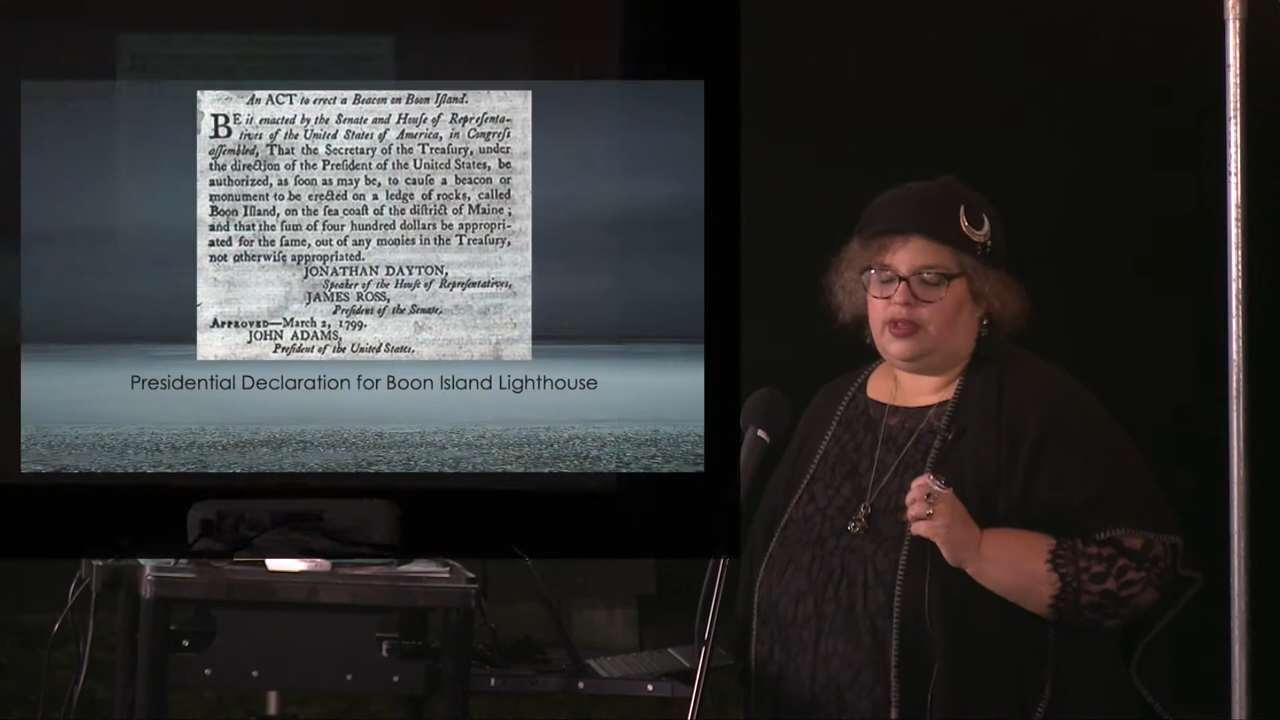 An ACT to erect a Beacon on Boon Iſland.
BE it enacted by the Senate and Houſe of Repreſenta-
tives of the United States of America, in Congreſs
aſſembled, That the Secretary of the Treaſury, under
the direction of the Preſident of the United States, be
authorized, as ſoon as may be, to cauſe a beacon or
monument to be erected on a ledge of rocks, called
Boon Iſland, on the ſea coaſt of the diſtrict of Maine ;
and that the ſum of four hundred dollars be appropri-
ated for the ſame, out of any monies in the Treaſury,
not otherwiſe appropriated.
JONATHAN DAYTON,
Speaker of the Houſe of Repreſentatives,
JAMES ROSS,
Preſident of the Senate.
APPROVED—March 2, 1799.
JOHN ADAMS,
Preſident of the United States.
Presidential Declaration for Boon Island Lighthouse